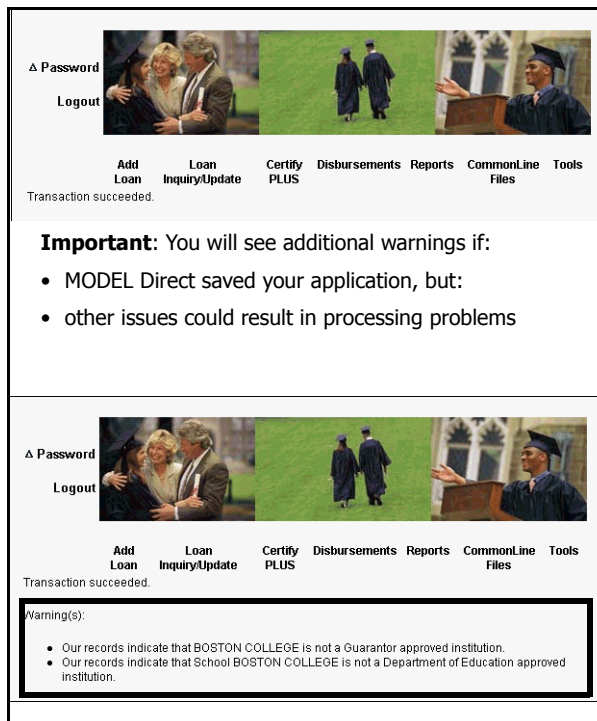 Δ Password
Logout
Add Loan Certify Disbursements Reports CommonLine Tools
Loan Inquiry/Update PLUS Files
Transaction succeeded.
Important: You will see additional warnings if:
• MODEL Direct saved your application, but:
• other issues could result in processing problems
Δ Password
Logout
Add Loan Certify Disbursements Reports CommonLine Tools
Loan Inquiry/Update PLUS Files
Transaction succeeded.
Warning(s):
• Our records indicate that BOSTON COLLEGE is not a Guarantor approved institution.
• Our records indicate that School BOSTON COLLEGE is not a Department of Education approved
institution.